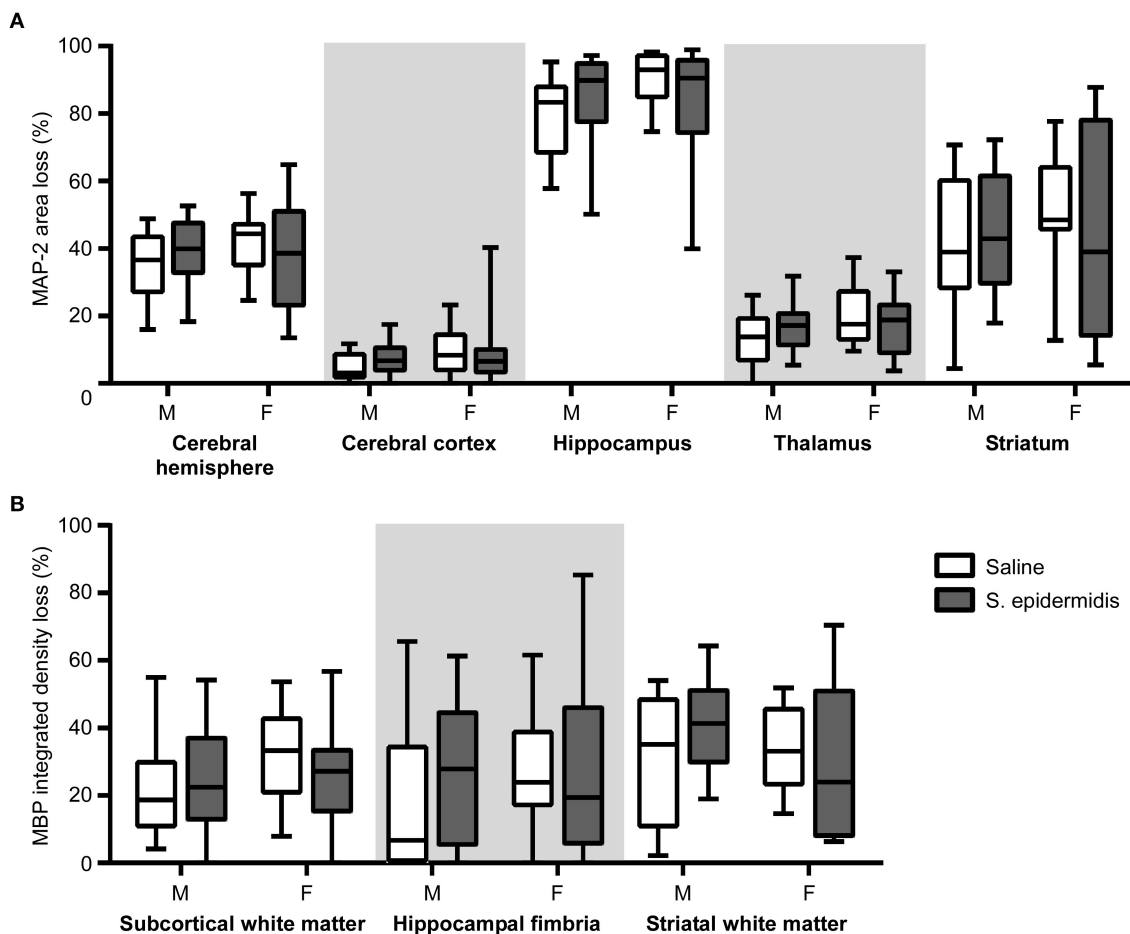 A
MAP-2 area loss (%)
100
80
60
40
20
0
M F M F M F M F M F
Cerebral hemisphere
Cerebral cortex
Hippocampus
Thalamus
Striatum
B
MBP integrated density loss (%)
100
80
60
40
20
0
M F M F M F
Subcortical white matter
Hippocampal fimbria
Striatal white matter
Saline
S. epidermidis